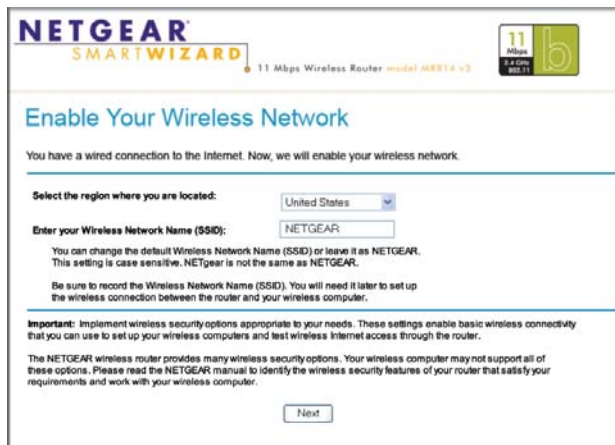 NETGEAR
SMARTWIZARD
11 Mbps Wireless Router model MR814 v3
11
Mbps
2.4 GHz
802.11
b
Enable Your Wireless Network
You have a wired connection to the Internet. Now, we will enable your wireless network.
Select the region where you are located:
United States
Enter your Wireless Network Name (SSID):
NETGEAR
You can change the default Wireless Network Name (SSID) or leave it as NETGEAR.
This setting is case sensitive. NETgear is not the same as NETGEAR.
Be sure to record the Wireless Network Name (SSID). You will need it later to set up
the wireless connection between the router and your wireless computer.
Important: Implement wireless security options appropriate to your needs. These settings enable basic wireless connectivity
that you can use to set up your wireless computers and test wireless Internet access through the router.
The NETGEAR wireless router provides many wireless security options. Your wireless computer may not support all of
these options. Please read the NETGEAR manual to identify the wireless security features of your router that satisfy your
requirements and work with your wireless computer.
Next